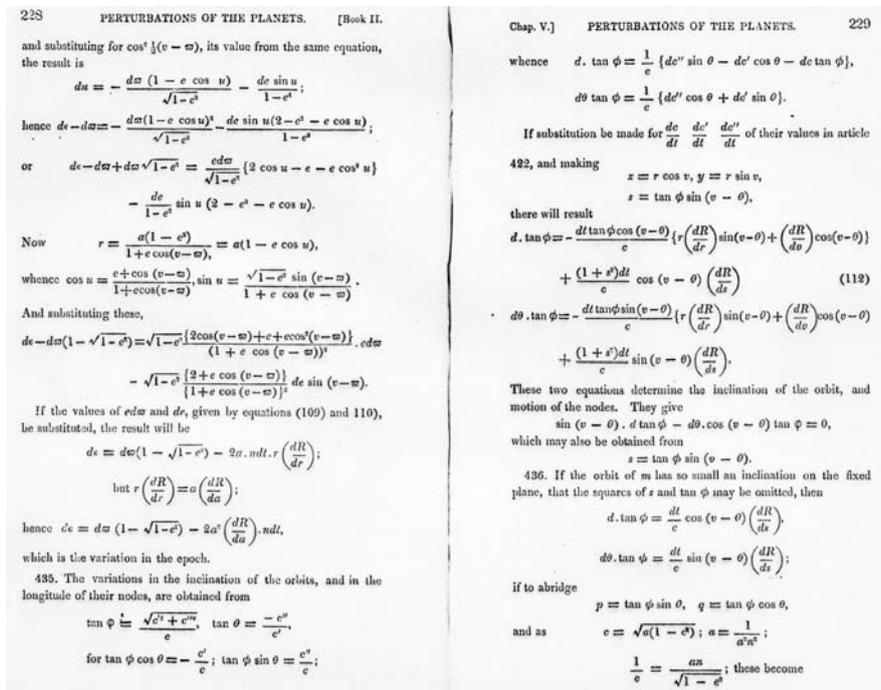 228 PERTURBATIONS OF THE PLANETS. [Book II.
and substituting for cos² ½(v − ϖ), its value from the same equation,
the result is
du = − dϖ (1 − e cos u)/√1−e² − de sin u/1−e² ;
hence dε−dϖ=− dϖ(1−e cosu)²/√1−e² − de sin u(2−e²−e cos u)/1−e² ;
or dε−dϖ+dϖ√1−e² = edϖ/√1−e² {2 cos u − e − e cos² u}
− de/1−e² sin u (2 − e² − e cos u).
Now r = a(1 − e²)/1+e cos(v−ϖ), = a(1 − e cos u),
whence cos u = e+cos (v−ϖ)/1+ecos(v−ϖ), sin u = √1−e² sin (v−ϖ)/1 + e cos (v − ϖ) .
And substituting these,
dε−dϖ(1−√1−e²)=√1−e² {2cos(v−ϖ)+e+ecos²(v−ϖ)}/(1 + e cos (v − ϖ))² . edϖ
− √1−e² {2+e cos (v−ϖ)}/{1+e cos (v−ϖ)}² de sin (v−ϖ).
If the values of edϖ and de, given by equations (109) and 110),
be substituted, the result will be
dε = dϖ(1 − √1−e²) − 2a.ndt.r (dR/dr) ;
but r (dR/dr) = a (dR/da) ;
hence dε = dϖ (1− √1−e²) − 2a² (dR/da) . ndt,
which is the variation in the epoch.
435. The variations in the inclination of the orbits, and in the
longitude of their nodes, are obtained from
tan φ = √c'² + c''²/c, tan θ = −c''/c',
for tan φ cos θ = − c'/c ; tan φ sin θ = c''/c ;
Chap. V.] PERTURBATIONS OF THE PLANETS. 229
whence d. tan φ = 1/c {dc'' sin θ − dc' cos θ − dc tan φ},
dθ tan φ = 1/c {dc'' cos θ + dc' sin θ}.
If substitution be made for dc/dt dc'/dt dc''/dt of their values in article
422, and making
x = r cos v, y = r sin v,
s = tan φ sin (v − θ),
there will result
d. tanφ = − dt tan φ cos (v−θ)/c {r(dR/dr) sin(v−θ)+(dR/dv) cos(v−θ)}
+ (1 + s²)dt/c cos (v − θ) (dR/ds) (112)
dθ . tan φ = − dt tanφ sin(v−θ)/c {r(dR/dr) sin(v−θ)+(dR/dv) cos(v−θ)
+ (1 + s²)dt/c sin (v − θ) (dR/ds).
These two equations determine the inclination of the orbit, and
motion of the nodes. They give
sin (v − θ) . d tan φ − dθ.cos (v − θ) tan φ = 0,
which may also be obtained from
s = tan φ sin (v − θ).
436. If the orbit of m has so small an inclination on the fixed
plane, that the squares of s and tan φ may be omitted, then
d. tan φ = dt/c cos (v − θ) (dR/ds),
dθ. tan φ = dt/c sin (v − θ) (dR/ds) ;
if to abridge
p = tan φ sin θ, q = tan φ cos θ,
and as c = √a(1 − e²) ; a = 1/a²n² ;
1/c = an/√1 − e² ; these become